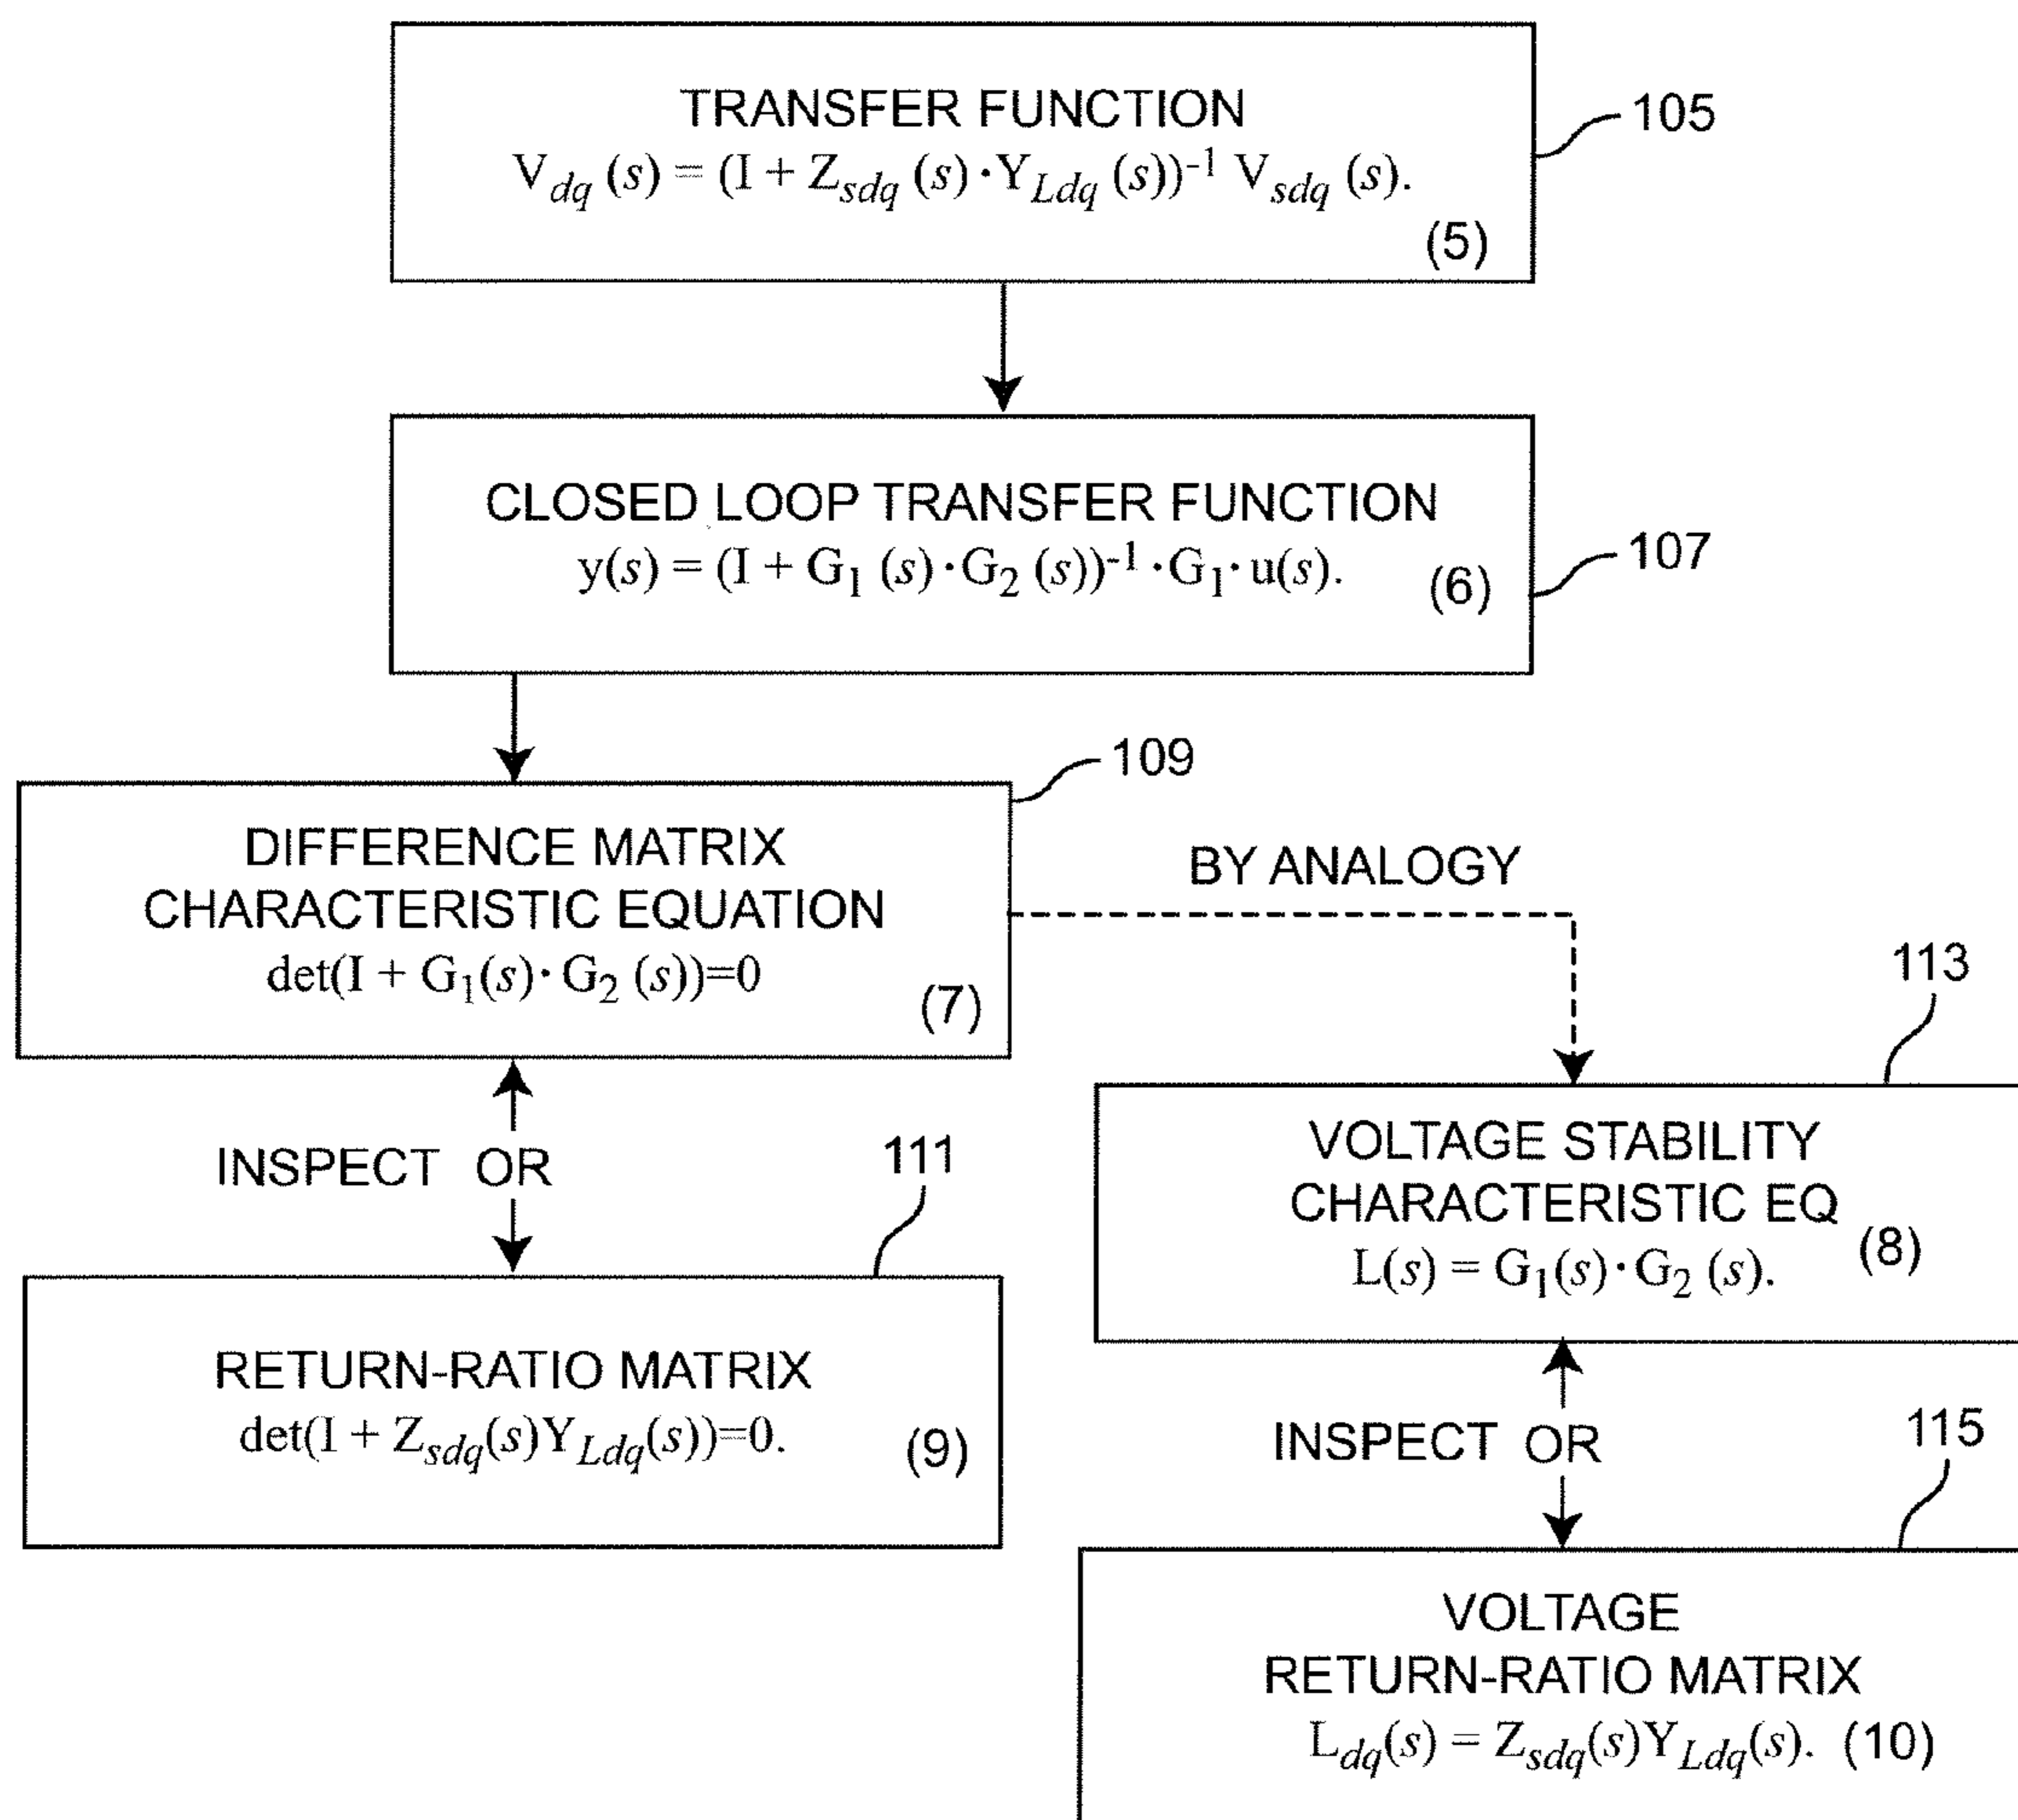 TRANSFER FUNCTION
V_dq (s) = (I + Z_sdq (s)·Y_Ldq (s))^-1 V_sdq (s).
(5)
105
CLOSED LOOP TRANSFER FUNCTION
y(s) = (I + G_1 (s)·G_2 (s))^-1·G_1·u(s).
(6)
107
109
DIFFERENCE MATRIX
CHARACTERISTIC EQUATION
det(I + G_1(s)·G_2 (s))=0
(7)
BY ANALOGY
INSPECT OR
111
RETURN-RATIO MATRIX
det(I + Z_sdq(s)Y_Ldq(s))=0.
(9)
113
VOLTAGE STABILITY
CHARACTERISTIC EQ
(8)
L(s) = G_1(s)·G_2 (s).
INSPECT OR
115
VOLTAGE
RETURN-RATIO MATRIX
L_dq(s) = Z_sdq(s)Y_Ldq(s). (10)